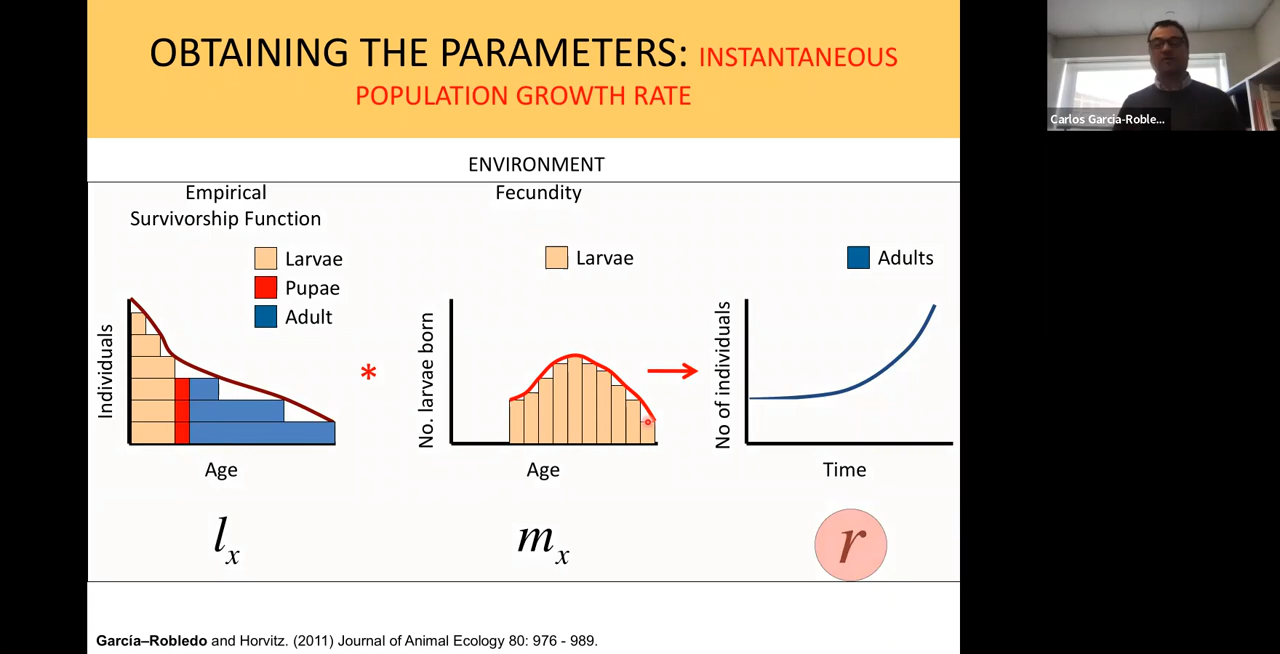 OBTAINING THE PARAMETERS: INSTANTANEOUS
POPULATION GROWTH RATE
Carlos Garcia-Roble...
ENVIRONMENT
Empirical
Survivorship Function
Larvae
Pupae
Adult
Individuals
Age
l_x
*
Fecundity
Larvae
No. larvae born
Age
m_x
Adults
No of individuals
Time
r
García–Robledo and Horvitz. (2011) Journal of Animal Ecology 80: 976 - 989.